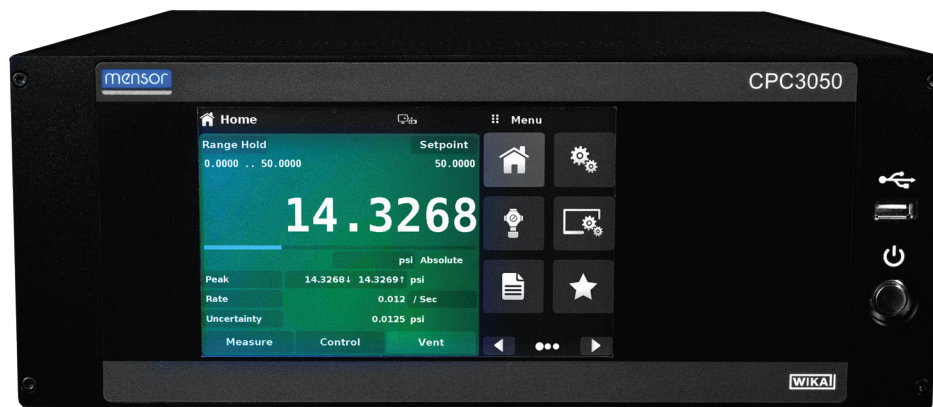 mensor
CPC3050
Home
Menu
Range Hold Setpoint
0.0000 .. 50.0000 50.0000
14.3268
psi Absolute
Peak 14.3268↓ 14.3269↑ psi
Rate 0.012 / Sec
Uncertainty 0.0125 psi
Measure Control Vent
WIKAI